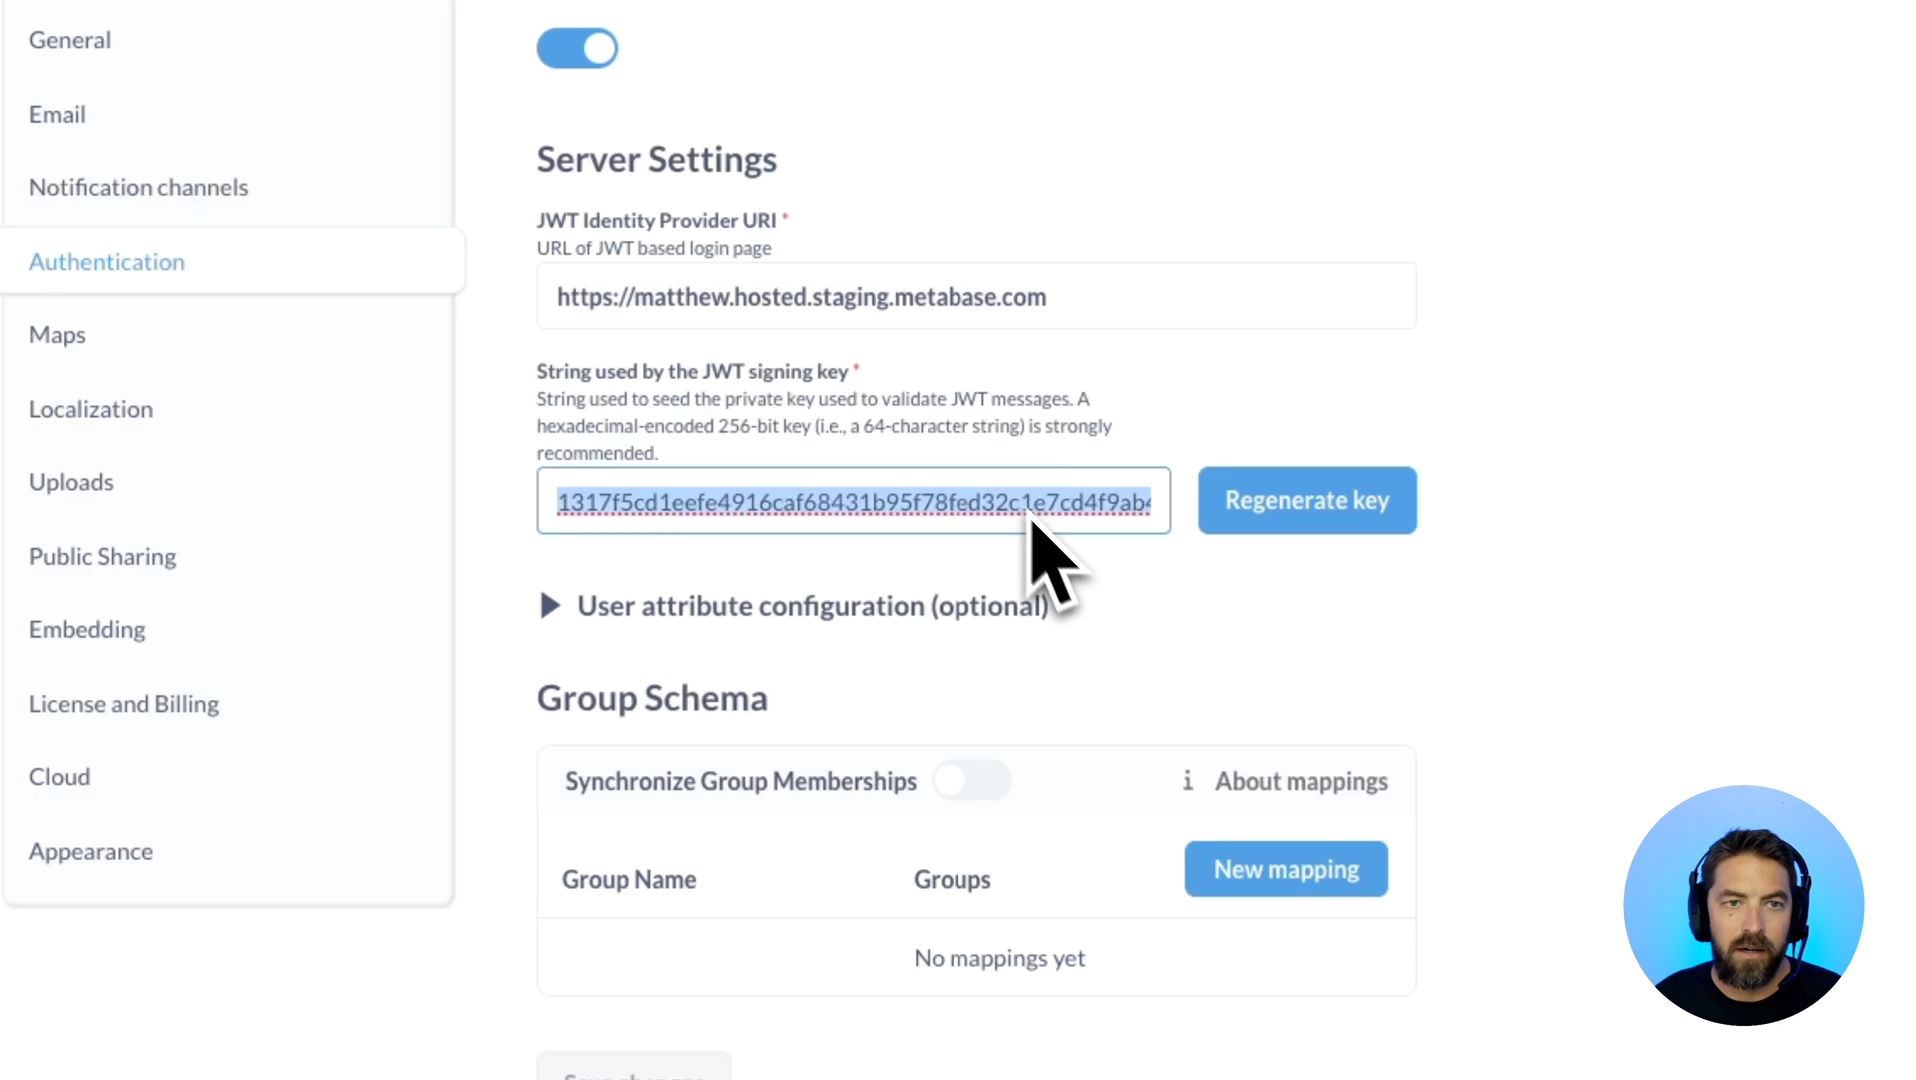 General
Email
Notification channels
Authentication
Maps
Localization
Uploads
Public Sharing
Embedding
License and Billing
Cloud
Appearance
Server Settings
JWT Identity Provider URI *
URL of JWT based login page
https://matthew.hosted.staging.metabase.com
String used by the JWT signing key *
String used to seed the private key used to validate JWT messages. A
hexadecimal-encoded 256-bit key (i.e., a 64-character string) is strongly
recommended.
1317f5cd1eefe4916caf68431b95f78fed32c1e7cd4f9ab4
Regenerate key
User attribute configuration (optional)
Group Schema
Synchronize Group Memberships
i About mappings
Group Name
Groups
New mapping
No mappings yet